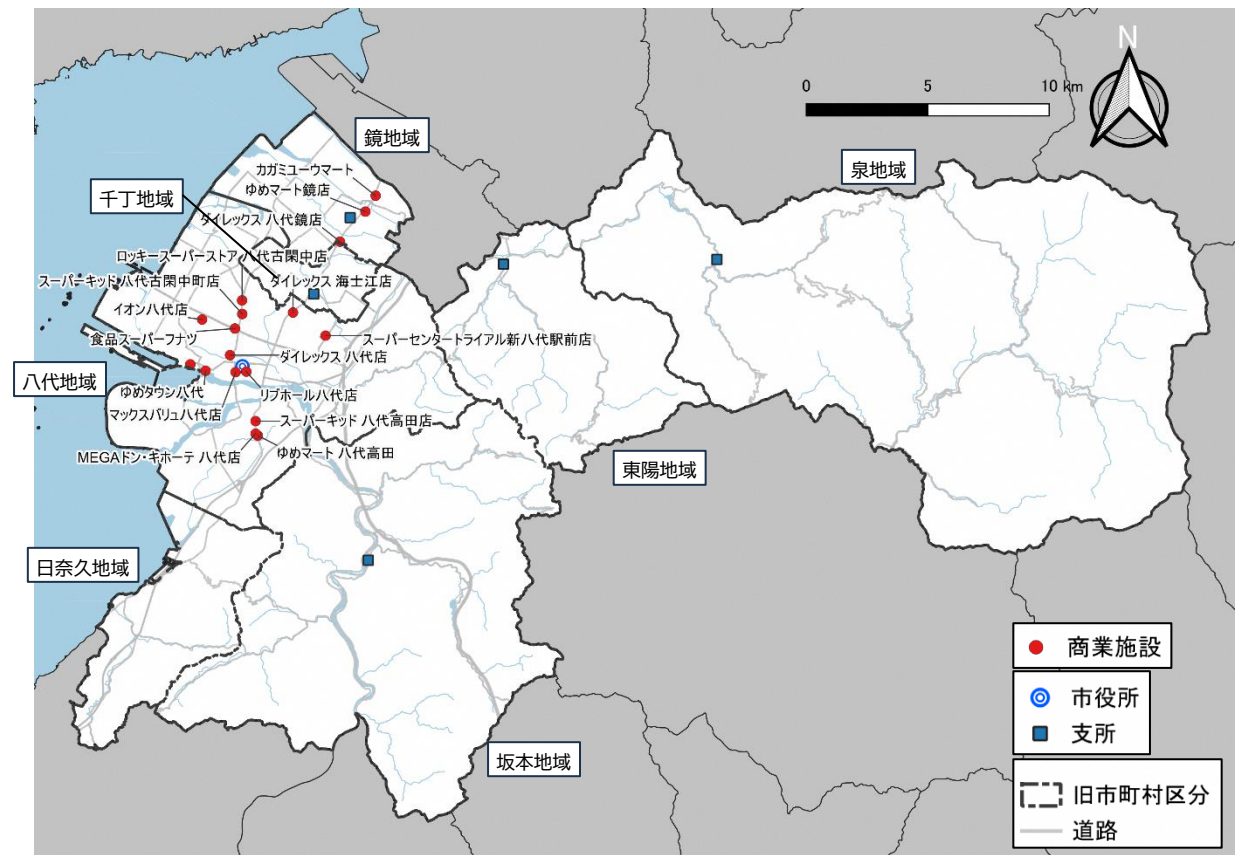 N
0 5 10 km
鏡地域
泉地域
カガミユーウマート
ゆめマート鏡店
千丁地域
ダイレックス 八代鏡店
ロッキースーパーストア 八代古閑中店
スーパーキッド 八代古閑中町店
ダイレックス 海士江店
イオン八代店
食品スーパーフナツ
スーパーセンタートライアル新八代駅前店
ダイレックス 八代店
八代地域
ゆめタウン八代
リブホール八代店
マックスバリュ八代店
スーパーキッド 八代高田店
MEGAドン・キホーテ 八代店
ゆめマート 八代高田
東陽地域
日奈久地域
坂本地域
商業施設
市役所
支所
旧市町村区分
道路